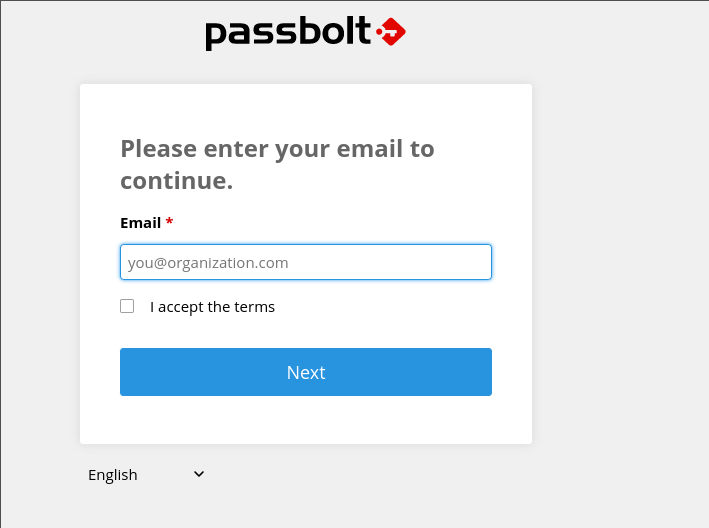 passbolt
Please enter your email to
continue.
Email *
you@organization.com
I accept the terms
Next
English